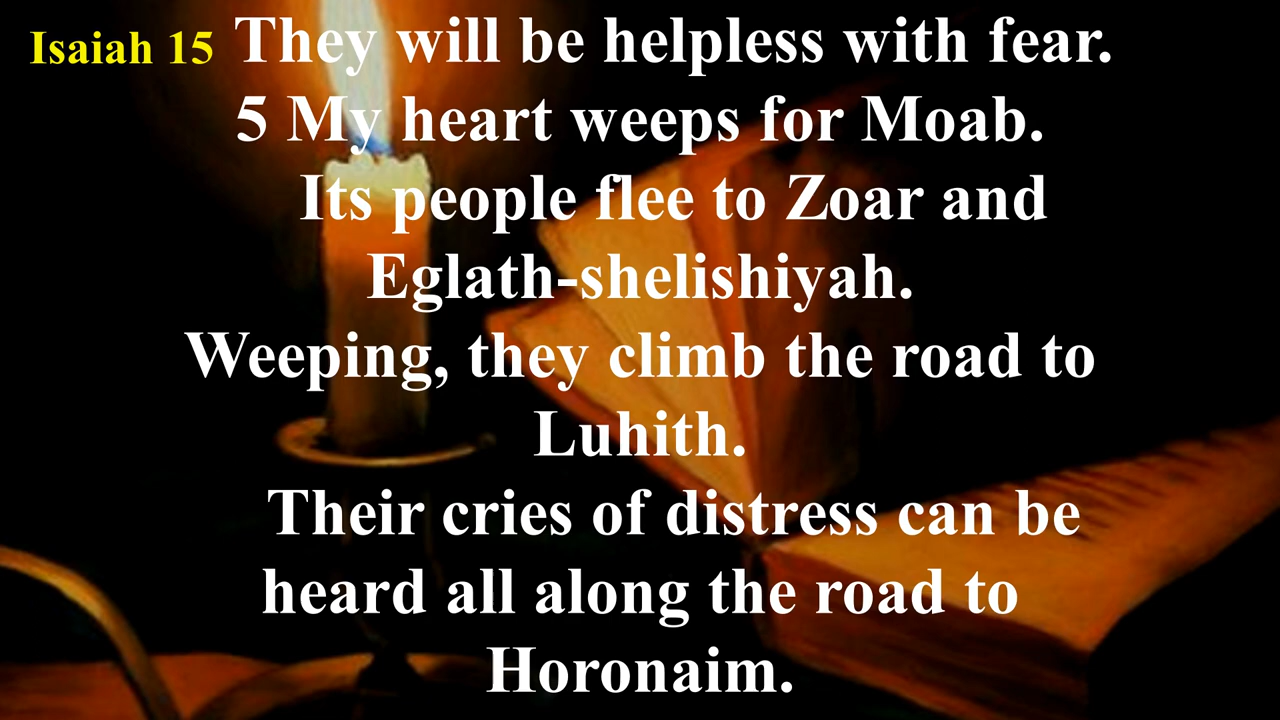 Isaiah 15 They will be helpless with fear.
5 My heart weeps for Moab.
Its people flee to Zoar and
Eglath-shelishiyah.
Weeping, they climb the road to
Luhith.
Their cries of distress can be
heard all along the road to
Horonaim.